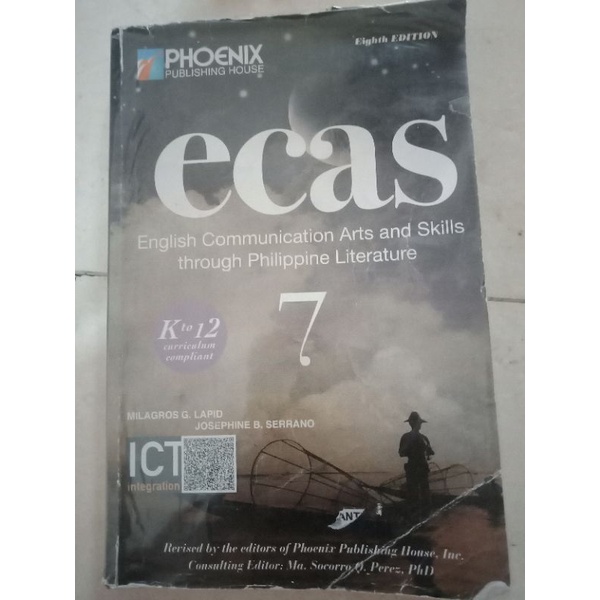 PHOENIX
PUBLISHING HOUSE
Eighth EDITION
ecas
English Communication Arts and Skills
through Philippine Literature
7
K to 12
curriculum
compliant
MILAGROS G. LAPID
JOSEPHINE B. SERRANO
ICT
integration
ANT
Revised by the editors of Phoenix Publishing House, Inc.
Consulting Editor: Ma. Socorro Q. Perez, PhD